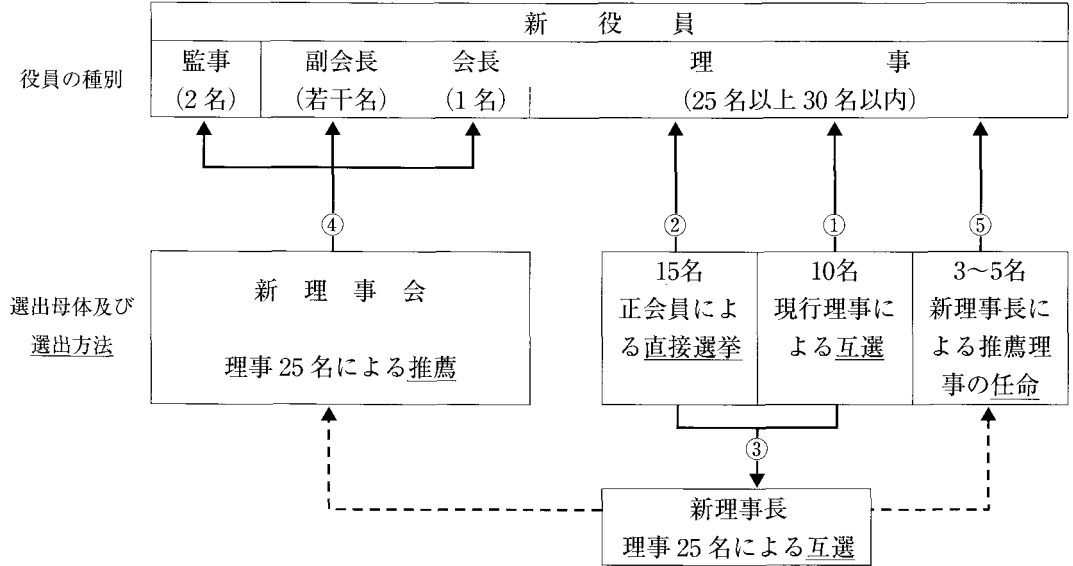 新役員
役員の種別
監事
(2名)
副会長
(若干名)
会長
(1名)
理事
(25名以上30名以内)
④
②
①
⑤
選出母体及び
選出方法
新理事会
理事25名による推薦
15名
正会員によ
る直接選挙
10名
現行理事に
よる互選
3〜5名
新理事長に
よる推薦理
事の任命
③
新理事長
理事25名による互選